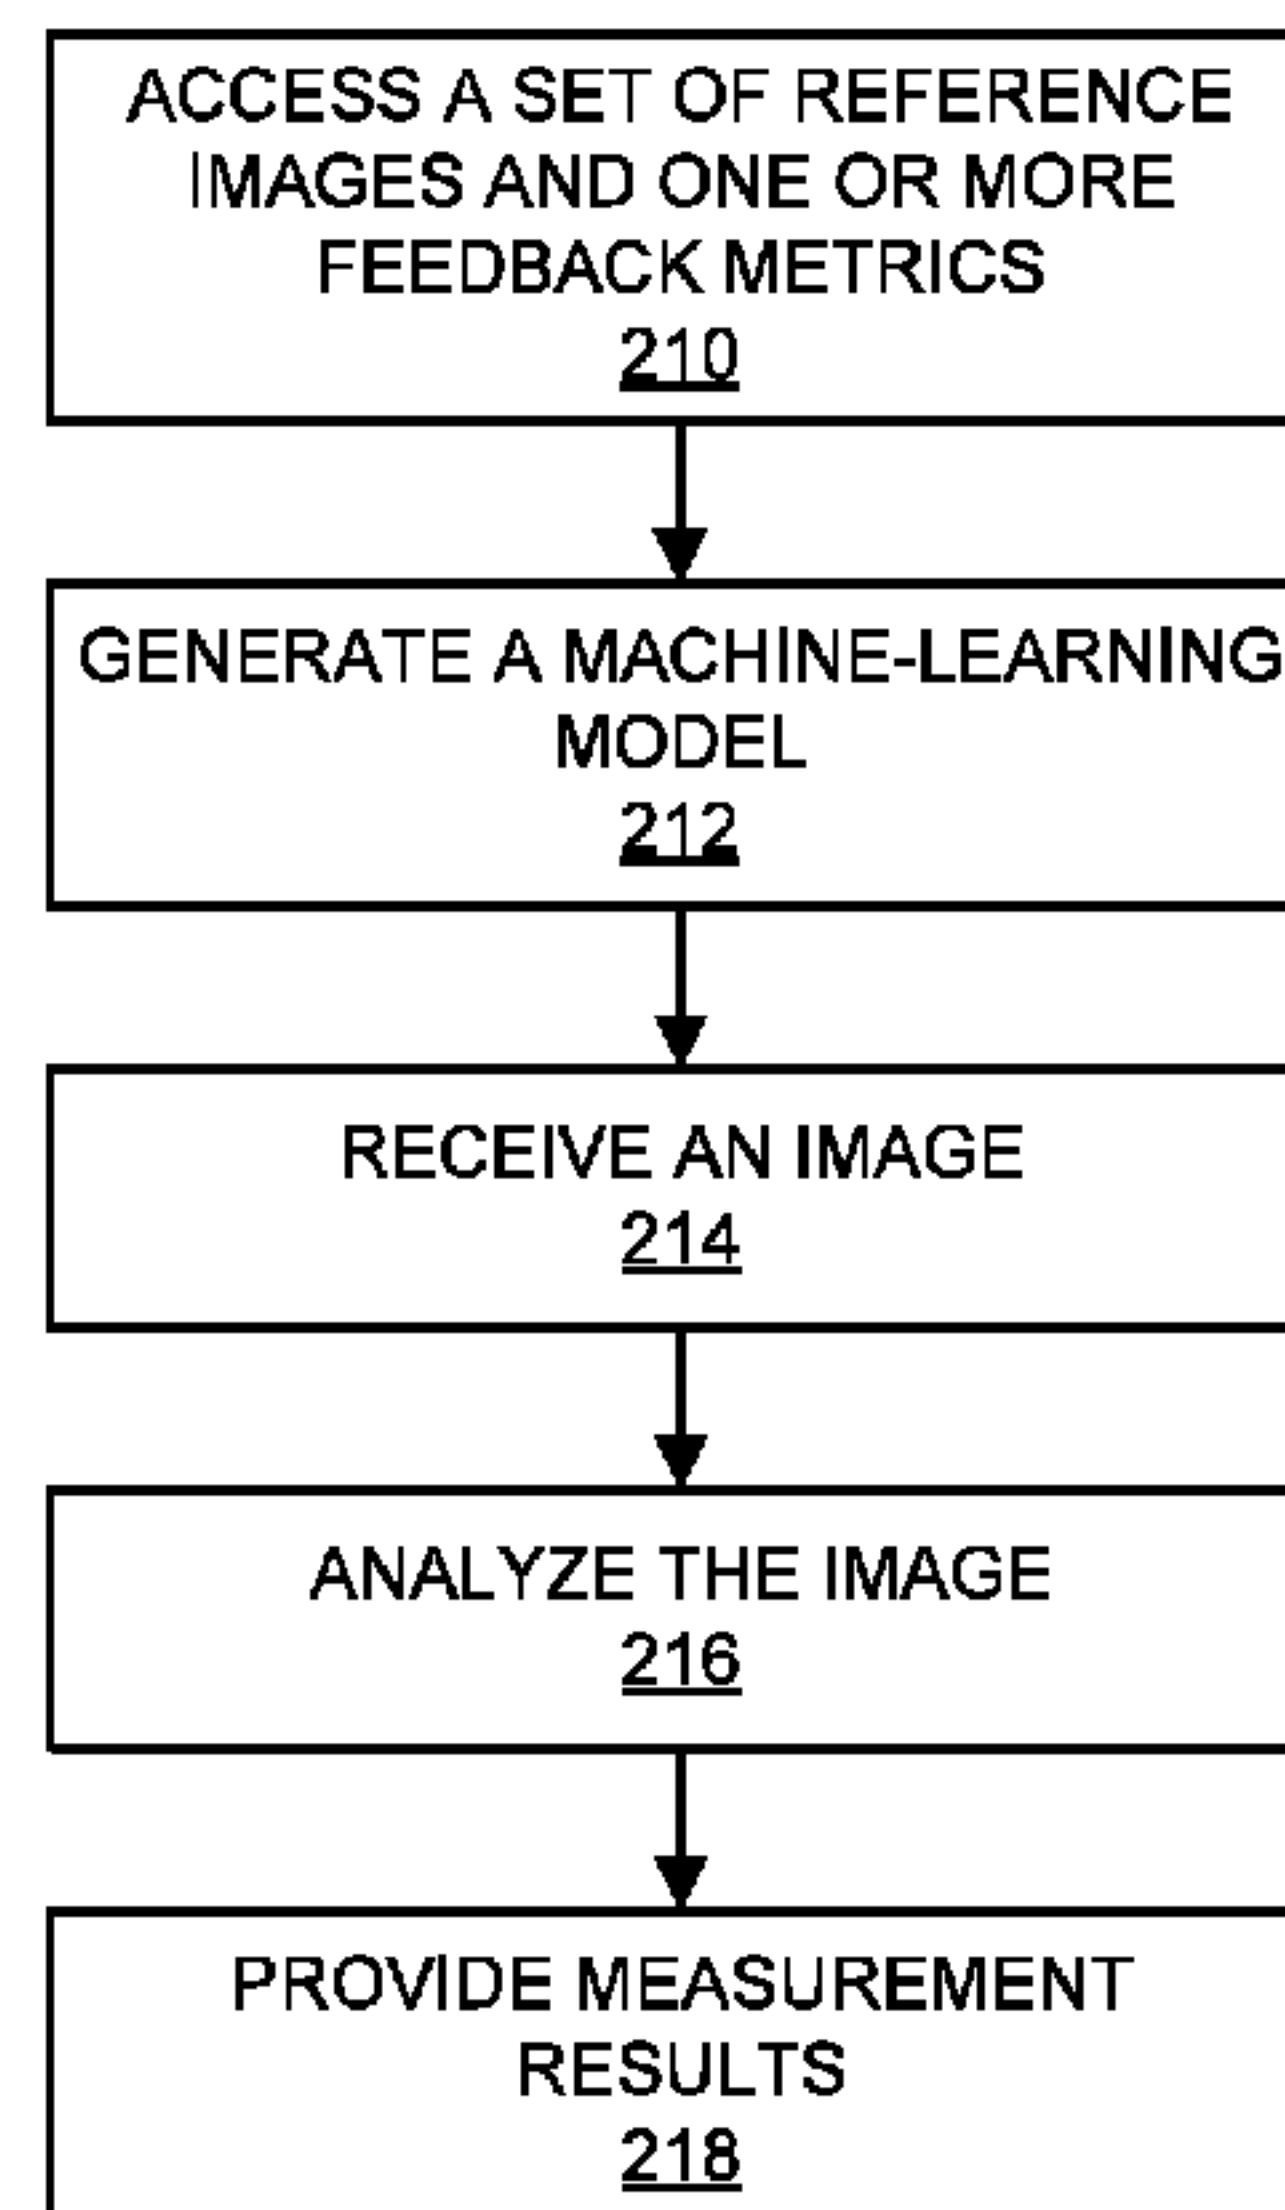 ACCESS A SET OF REFERENCE
IMAGES AND ONE OR MORE
FEEDBACK METRICS
210
GENERATE A MACHINE-LEARNING
MODEL
212
RECEIVE AN IMAGE
214
ANALYZE THE IMAGE
216
PROVIDE MEASUREMENT
RESULTS
218